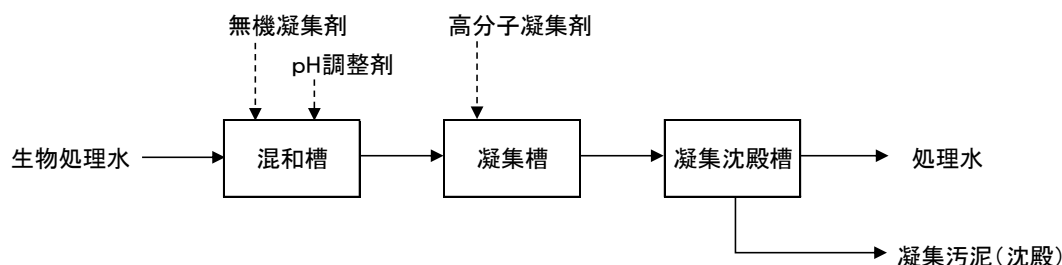 無機凝集剤
高分子凝集剤
pH調整剤
生物処理水
混和槽
凝集槽
凝集沈殿槽
処理水
凝集汚泥(沈殿)